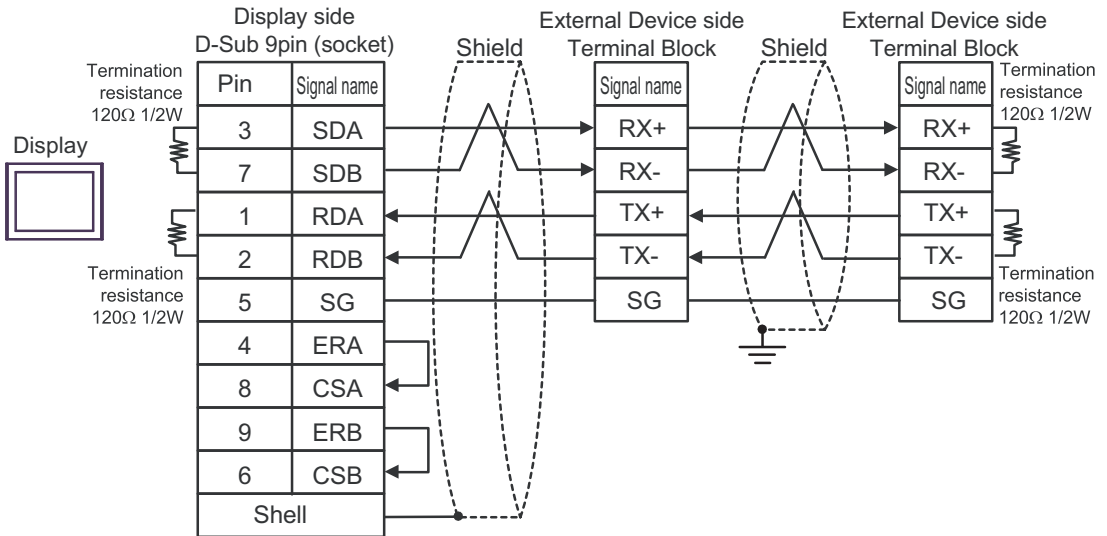 Display side
D-Sub 9pin (socket)
Shield
External Device side
Terminal Block
Shield
External Device side
Terminal Block
Termination
resistance
120Ω 1/2W
Pin Signal name
Signal name
Signal name
Termination
resistance
120Ω 1/2W
Display
3 SDA RX+ RX+
7 SDB RX- RX-
1 RDA TX+ TX+
2 RDB TX- TX-
Termination
resistance
120Ω 1/2W
5 SG SG SG
Termination
resistance
120Ω 1/2W
4 ERA
8 CSA
9 ERB
6 CSB
Shell